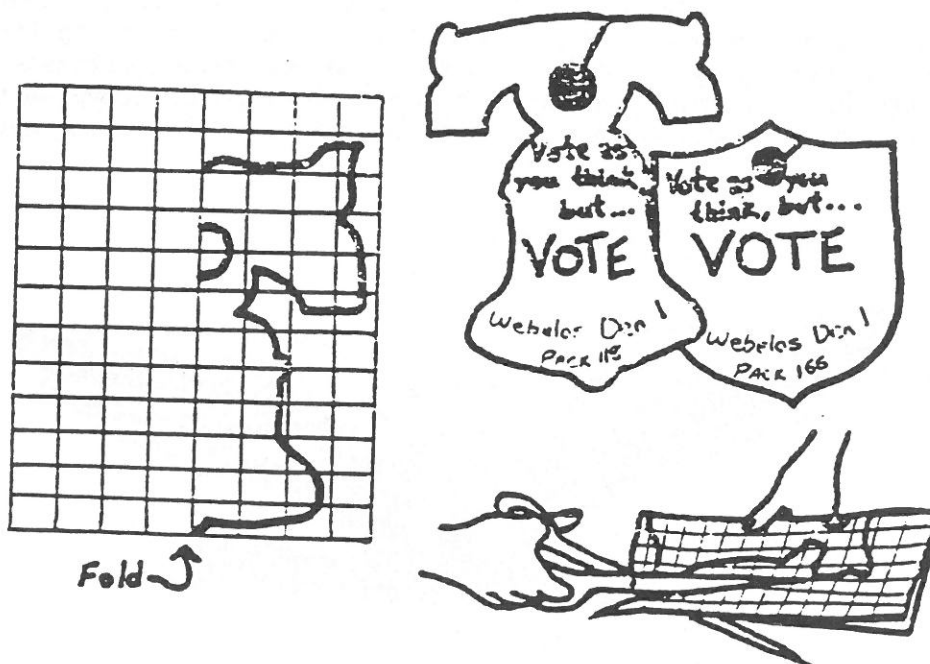 Vote as
you think
but...
VOTE
Webelos Den 1
PACK 118
Vote as you
think, but...
VOTE
Webelos Den 1
PACK 166
Fold